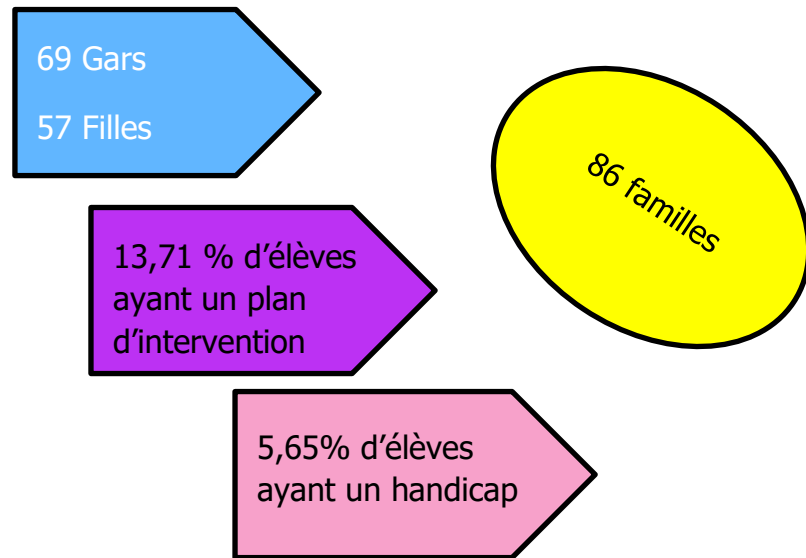 69 Gars
57 Filles
86 familles
13,71 % d’élèves
ayant un plan
d’intervention
5,65% d’élèves
ayant un handicap